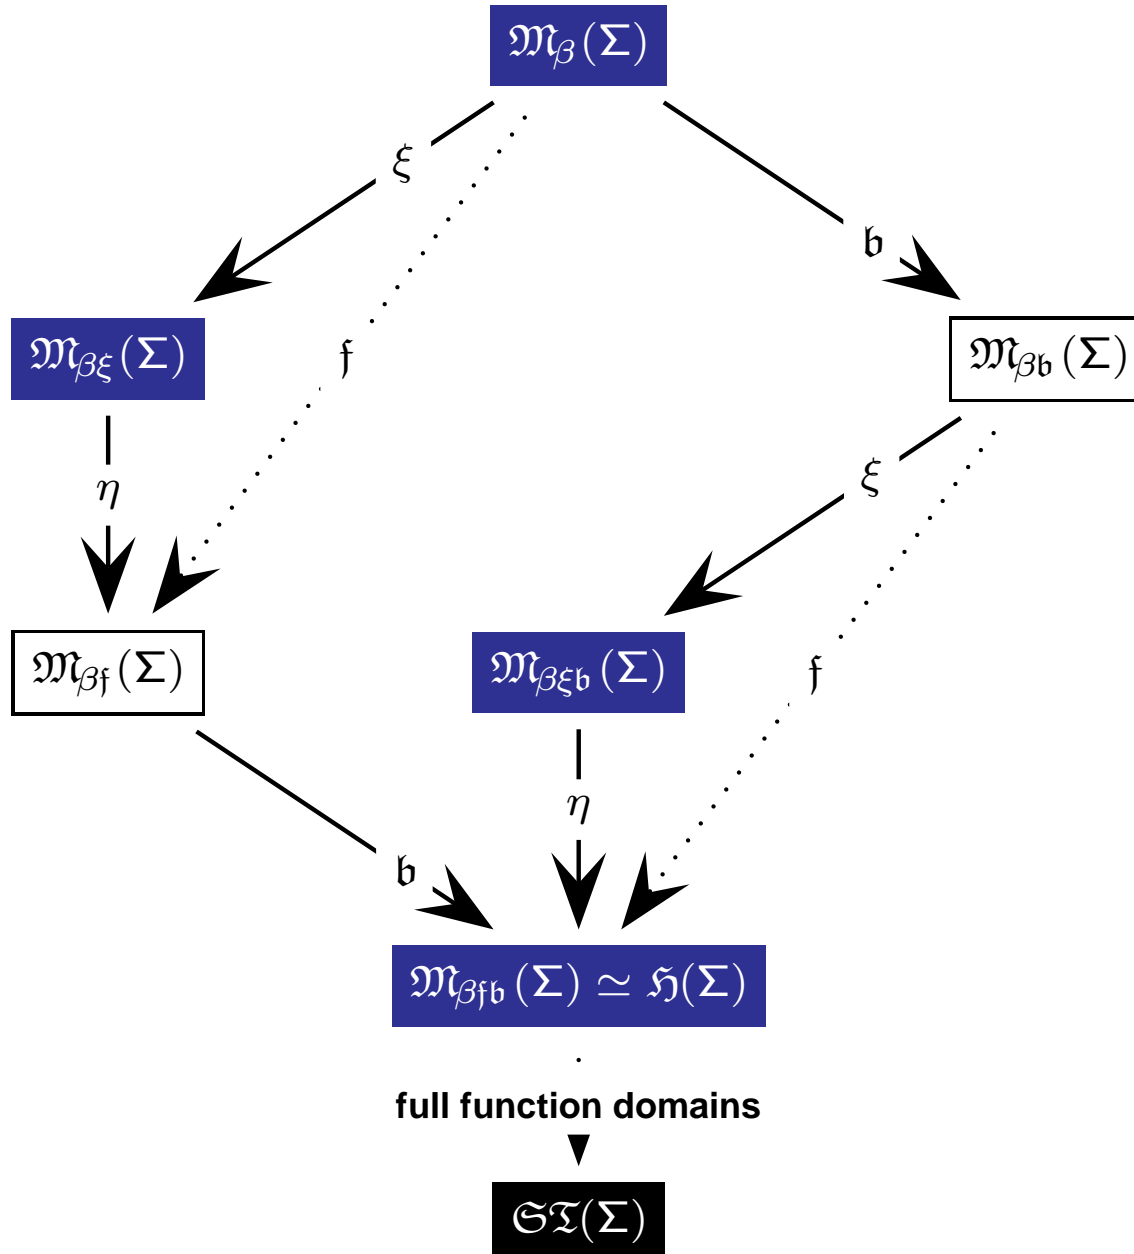 𝔐β(Σ)
ξ
𝔟
𝔐βξ(Σ)
𝔣
𝔐β𝔟(Σ)
η
ξ
𝔐β𝔣(Σ)
𝔐βξ𝔟(Σ)
𝔣
η
𝔟
𝔐β𝔣𝔟(Σ) ≃ ℌ(Σ)
full function domains
𝔖𝔗(Σ)